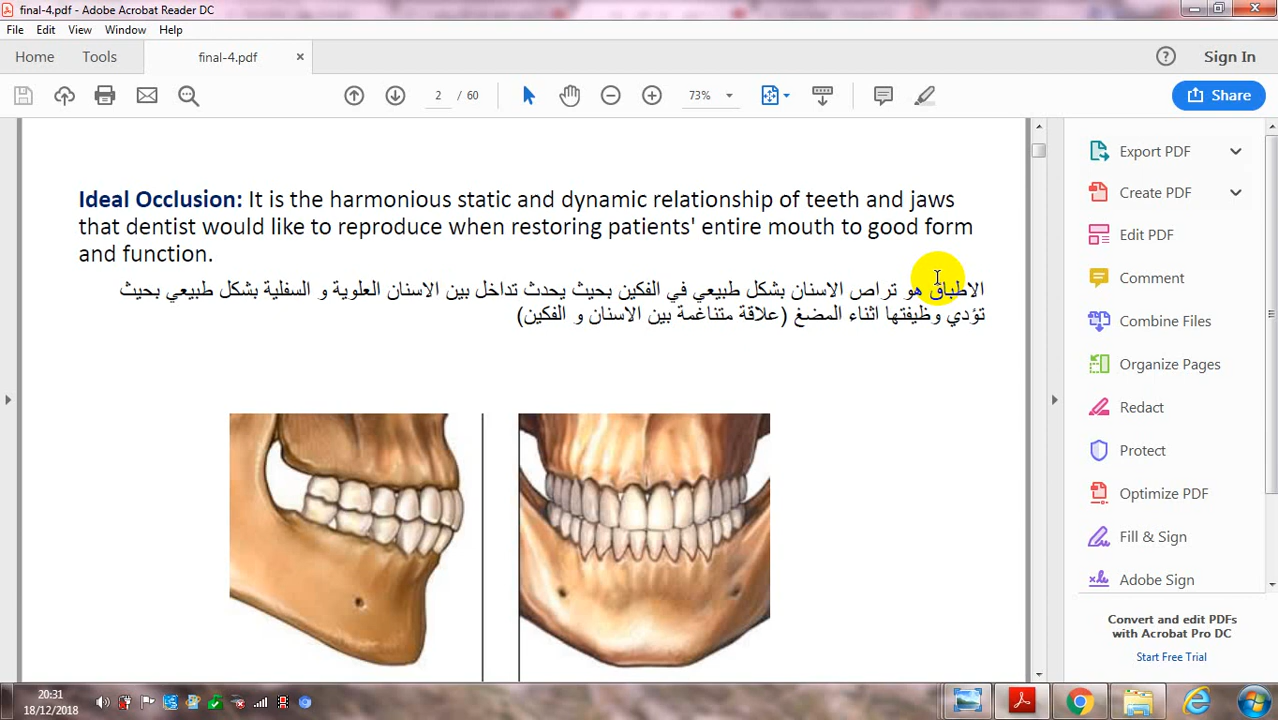 final-4.pdf - Adobe Acrobat Reader DC
File Edit View Window Help
Home Tools final-4.pdf × ? Sign In
2 / 60 73% Share
Ideal Occlusion: It is the harmonious static and dynamic relationship of teeth and jaws
that dentist would like to reproduce when restoring patients' entire mouth to good form
and function.
الاطباق هو تراص الاسنان بشكل طبيعي في الفكين بحيث يحدث تداخل بين الاسنان العلوية و السفلية بشكل طبيعي بحيث
تؤدي وظيفتها اثناء المضغ (علاقة متناغمة بين الاسنان و الفكين)
Export PDF
Create PDF
Edit PDF
Comment
Combine Files
Organize Pages
Redact
Protect
Optimize PDF
Fill & Sign
Adobe Sign
Convert and edit PDFs
with Acrobat Pro DC
Start Free Trial
20:31
18/12/2018